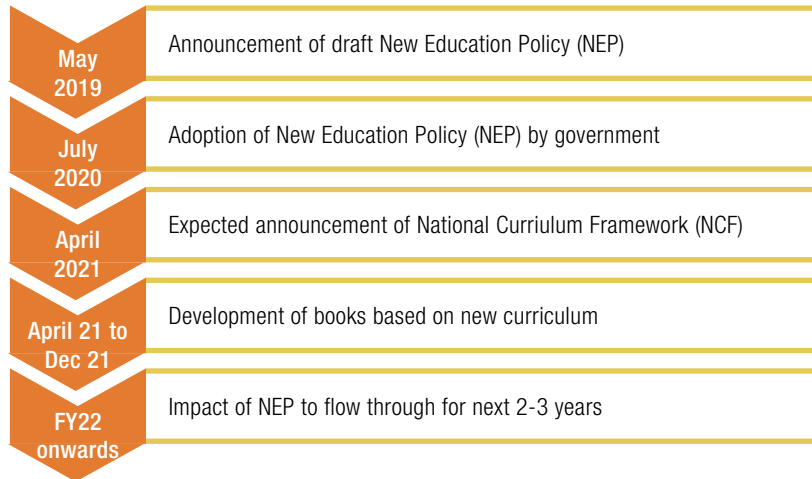 May
2019
Announcement of draft New Education Policy (NEP)
July
2020
Adoption of New Education Policy (NEP) by government
April
2021
Expected announcement of National Curriulum Framework (NCF)
April 21 to
Dec 21
Development of books based on new curriculum
FY22
onwards
Impact of NEP to flow through for next 2-3 years